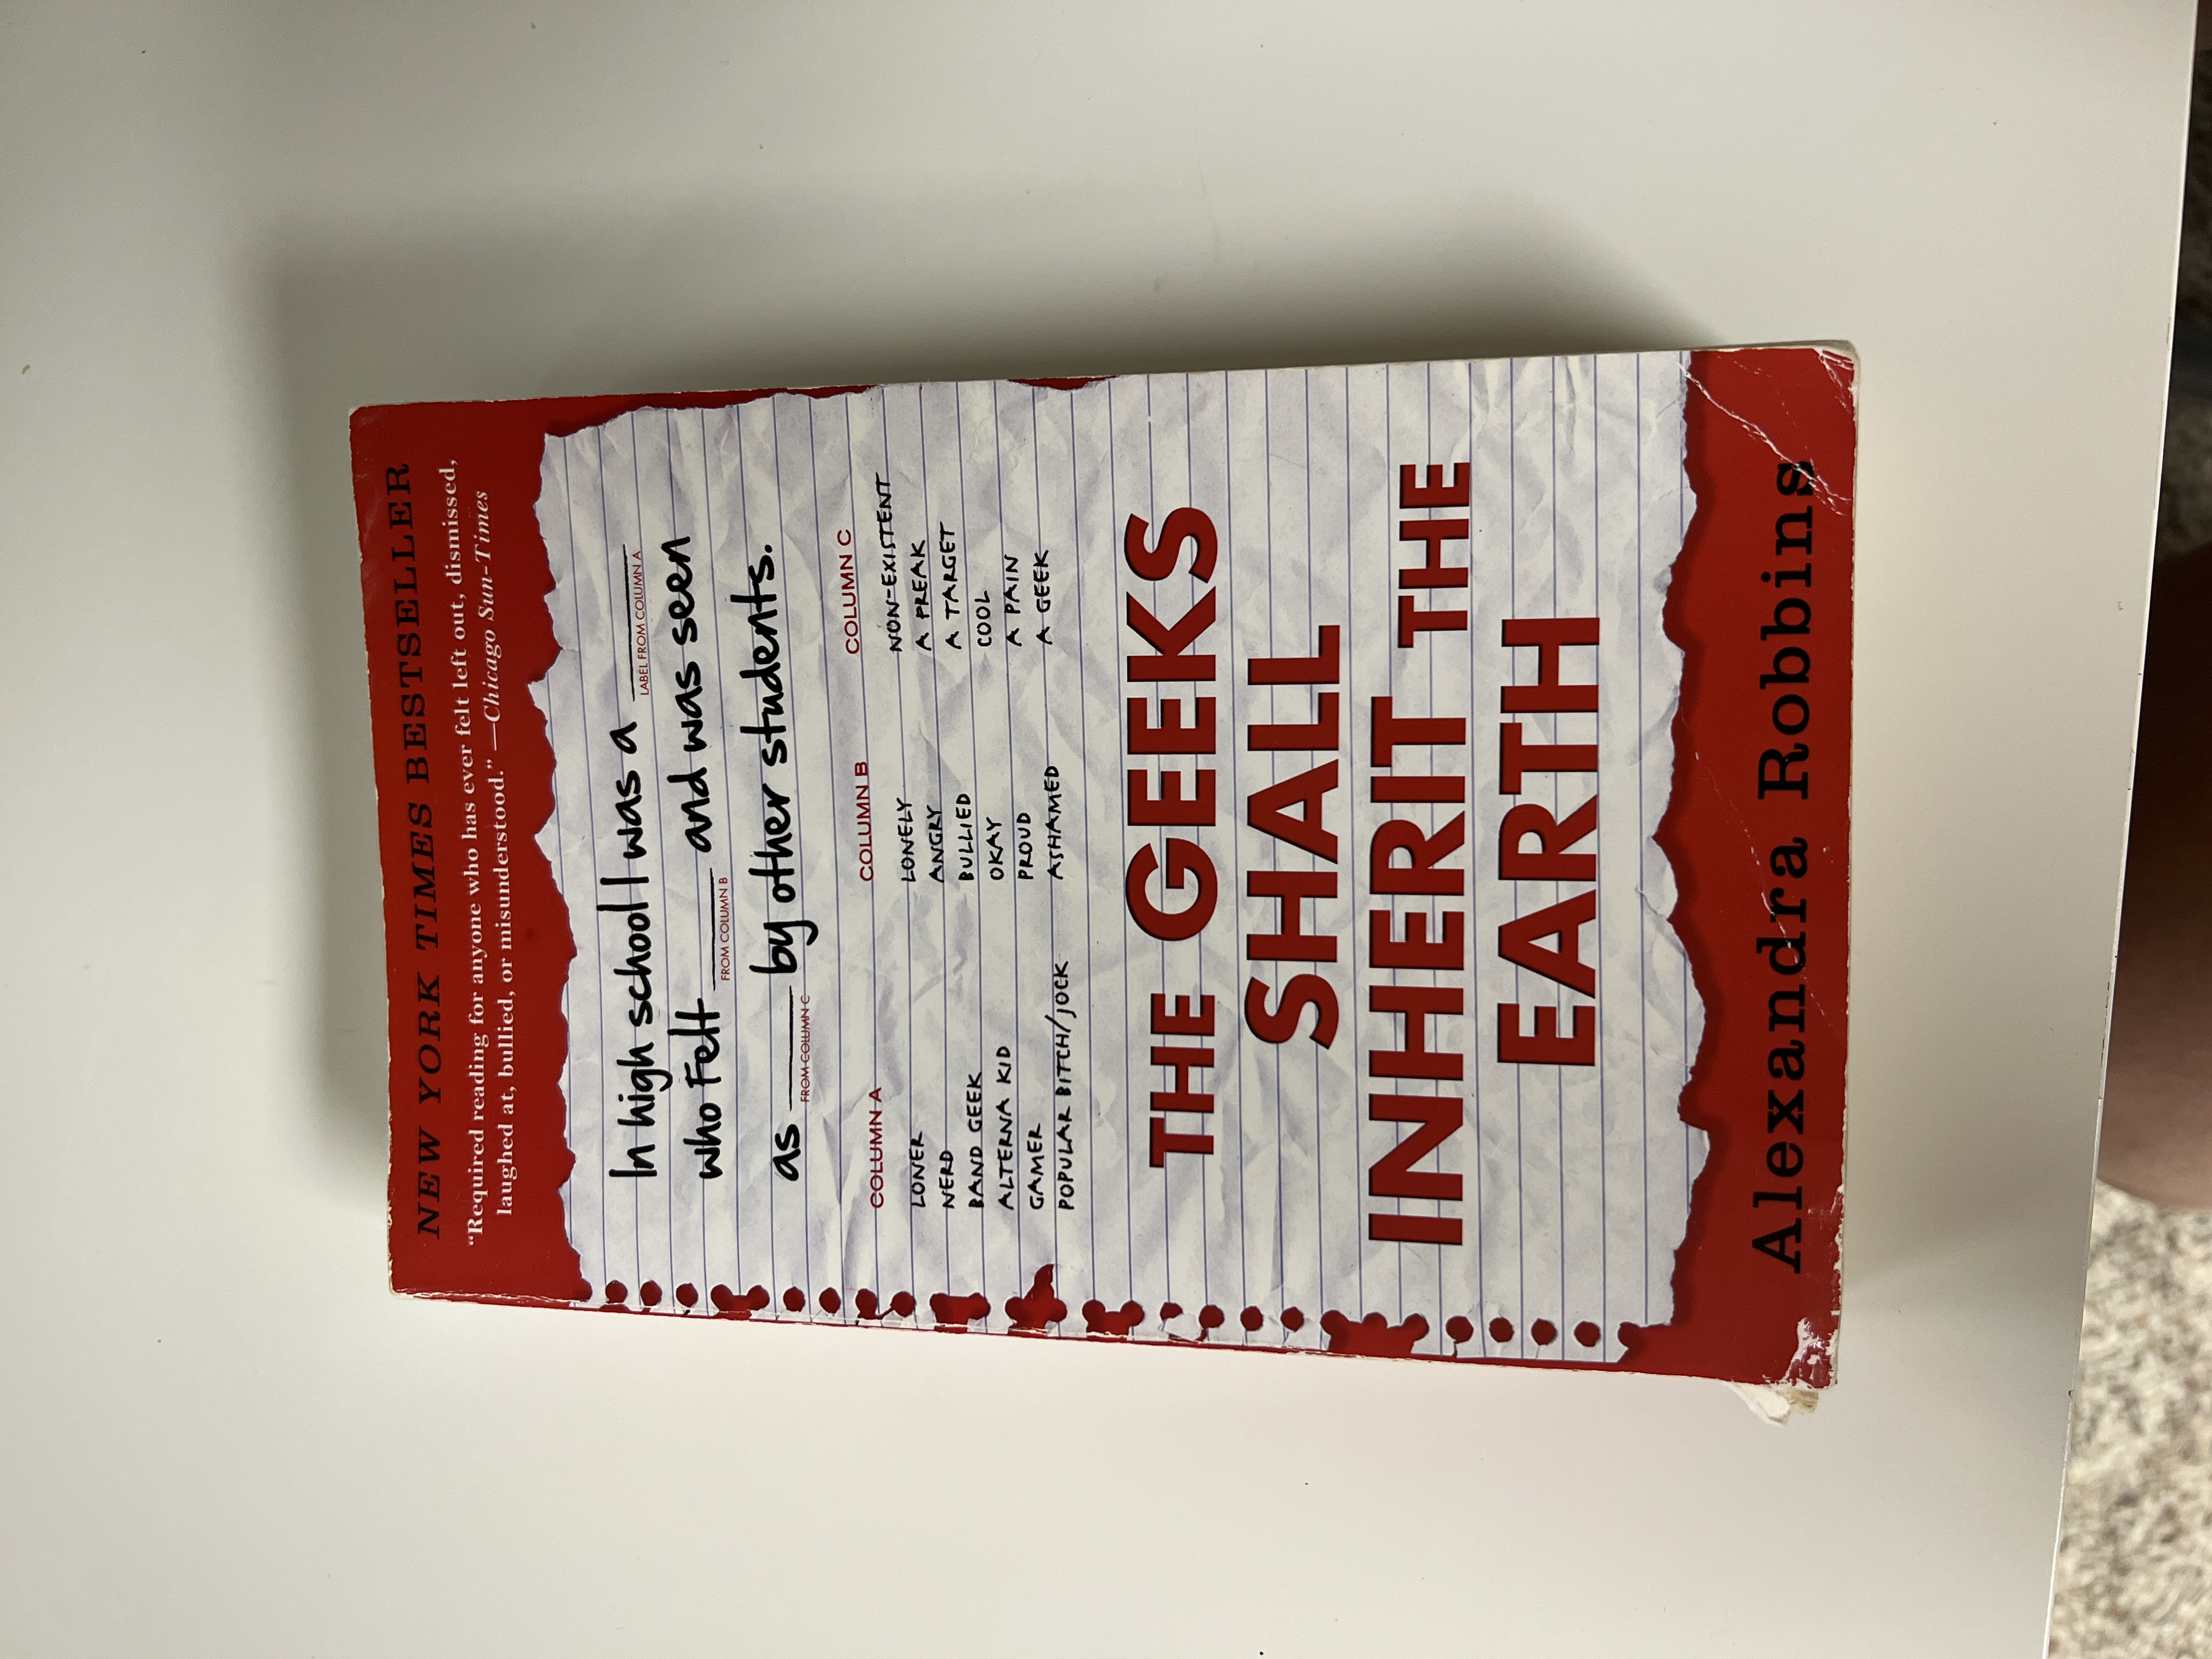 NEW YORK TIMES BESTSELLER
“Required reading for anyone who has ever felt left out, dismissed,
laughed at, bullied, or misunderstood.” —Chicago Sun-Times
In high school I was a ______
LABEL FROM COLUMN A
who felt ______ and was seen
FROM COLUMN B
as ______ by other students.
FROM COLUMN C
COLUMN A COLUMN B COLUMN C
LONER LONELY NON-EXISTENT
NERD ANGRY A FREAK
BAND GEEK BULLIED A TARGET
ALTERNA KID OKAY COOL
GAMER PROUD A PAIN
POPULAR BITCH/JOCK ASHAMED A GEEK
THE GEEKS
SHALL
INHERIT THE
EARTH
Alexandra Robbins